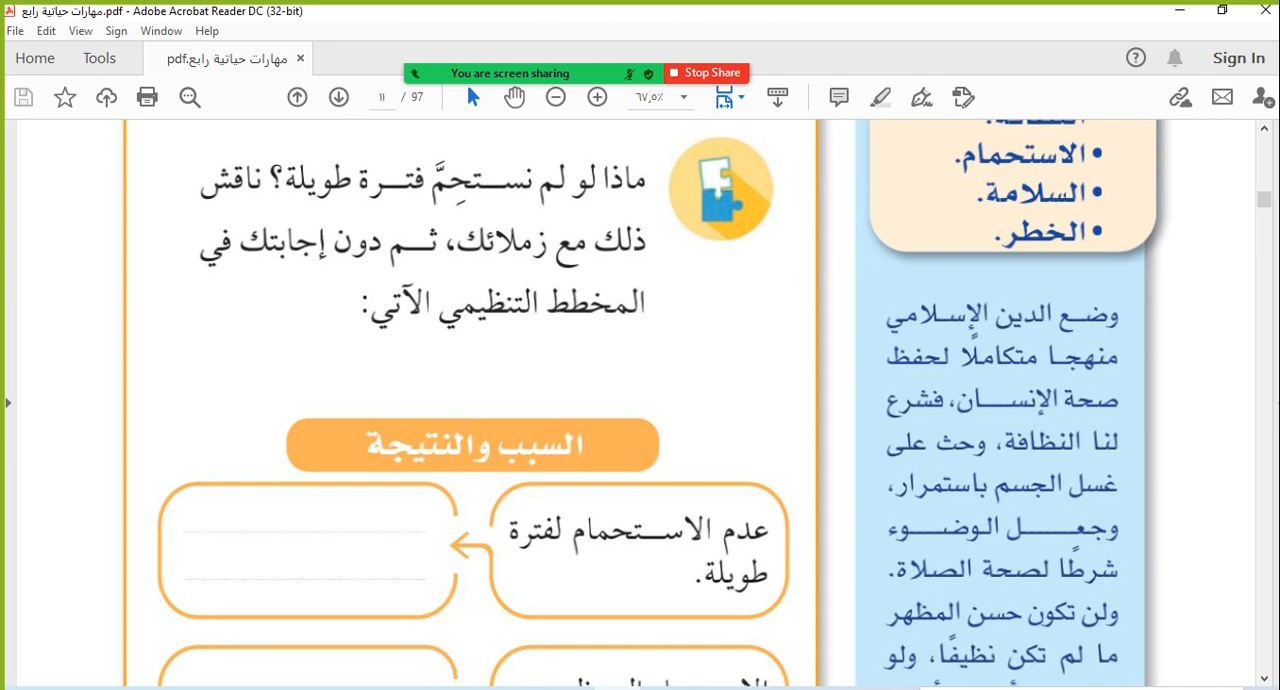 مهارات حياتية رابع.pdf - Adobe Acrobat Reader DC (32-bit)
File Edit View Sign Window Help
Home Tools مهارات حياتية رابع.pdf × Sign In
You are screen sharing Stop Share
١١ / 97 ٦٧,٥٪
ماذا لو لم نستحِمَّ فترة طويلة؟ ناقش
ذلك مع زملائك، ثم دون إجابتك في
المخطط التنظيمي الآتي:
السبب والنتيجة
عدم الاستحمام لفترة
طويلة.
• الاستحمام.
• السلامة.
• الخطر.
وضع الدين الإسلامي
منهجا متكاملًا لحفظ
صحة الإنسان، فشرع
لنا النظافة، وحث على
غسل الجسم باستمرار،
وجعل الوضوء
شرطًا لصحة الصلاة.
ولن تكون حسن المظهر
ما لم تكن نظيفًا، ولو